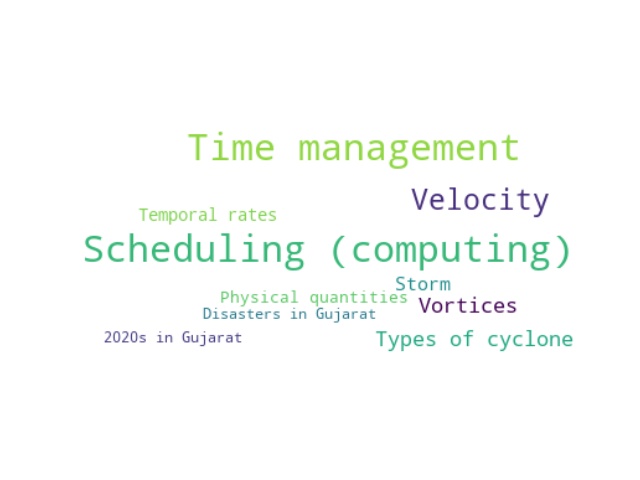 Time management
Velocity
Temporal rates
Scheduling (computing)
Storm
Physical quantities
Vortices
Disasters in Gujarat
2020s in Gujarat
Types of cyclone